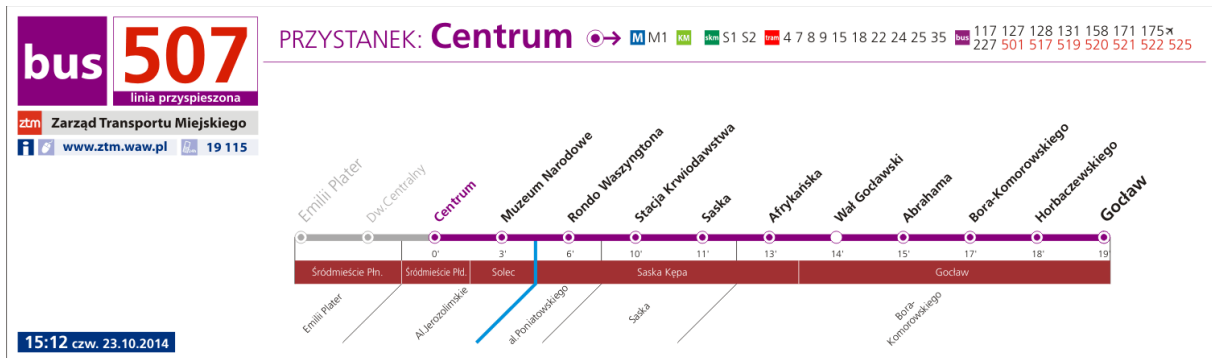 bus
507
linia przyspieszona
ztm Zarząd Transportu Miejskiego
i www.ztm.waw.pl 19 115
PRZYSTANEK: Centrum M M1 KM skm S1 S2 tram 4 7 8 9 15 18 22 24 25 35 bus 117 127 128 131 158 171 175
227 501 517 519 520 521 522 525
Emilii Plater
Dw.Centralny
Centrum
Muzeum Narodowe
Rondo Waszyngtona
Stacja Krwiodawstwa
Saska
Afrykańska
Wał Gocławski
Abrahama
Bora-Komorowskiego
Horbaczewskiego
Gocław
0' 3' 6' 10' 11' 13' 14' 15' 17' 18' 19'
Śródmieście Płn. Śródmieście Płd. Solec Saska Kępa Gocław
Emilii Plater
Al.Jerozolimskie
al.Poniatowskiego
Saska
Bora-
Komorowskiego
15:12 czw. 23.10.2014